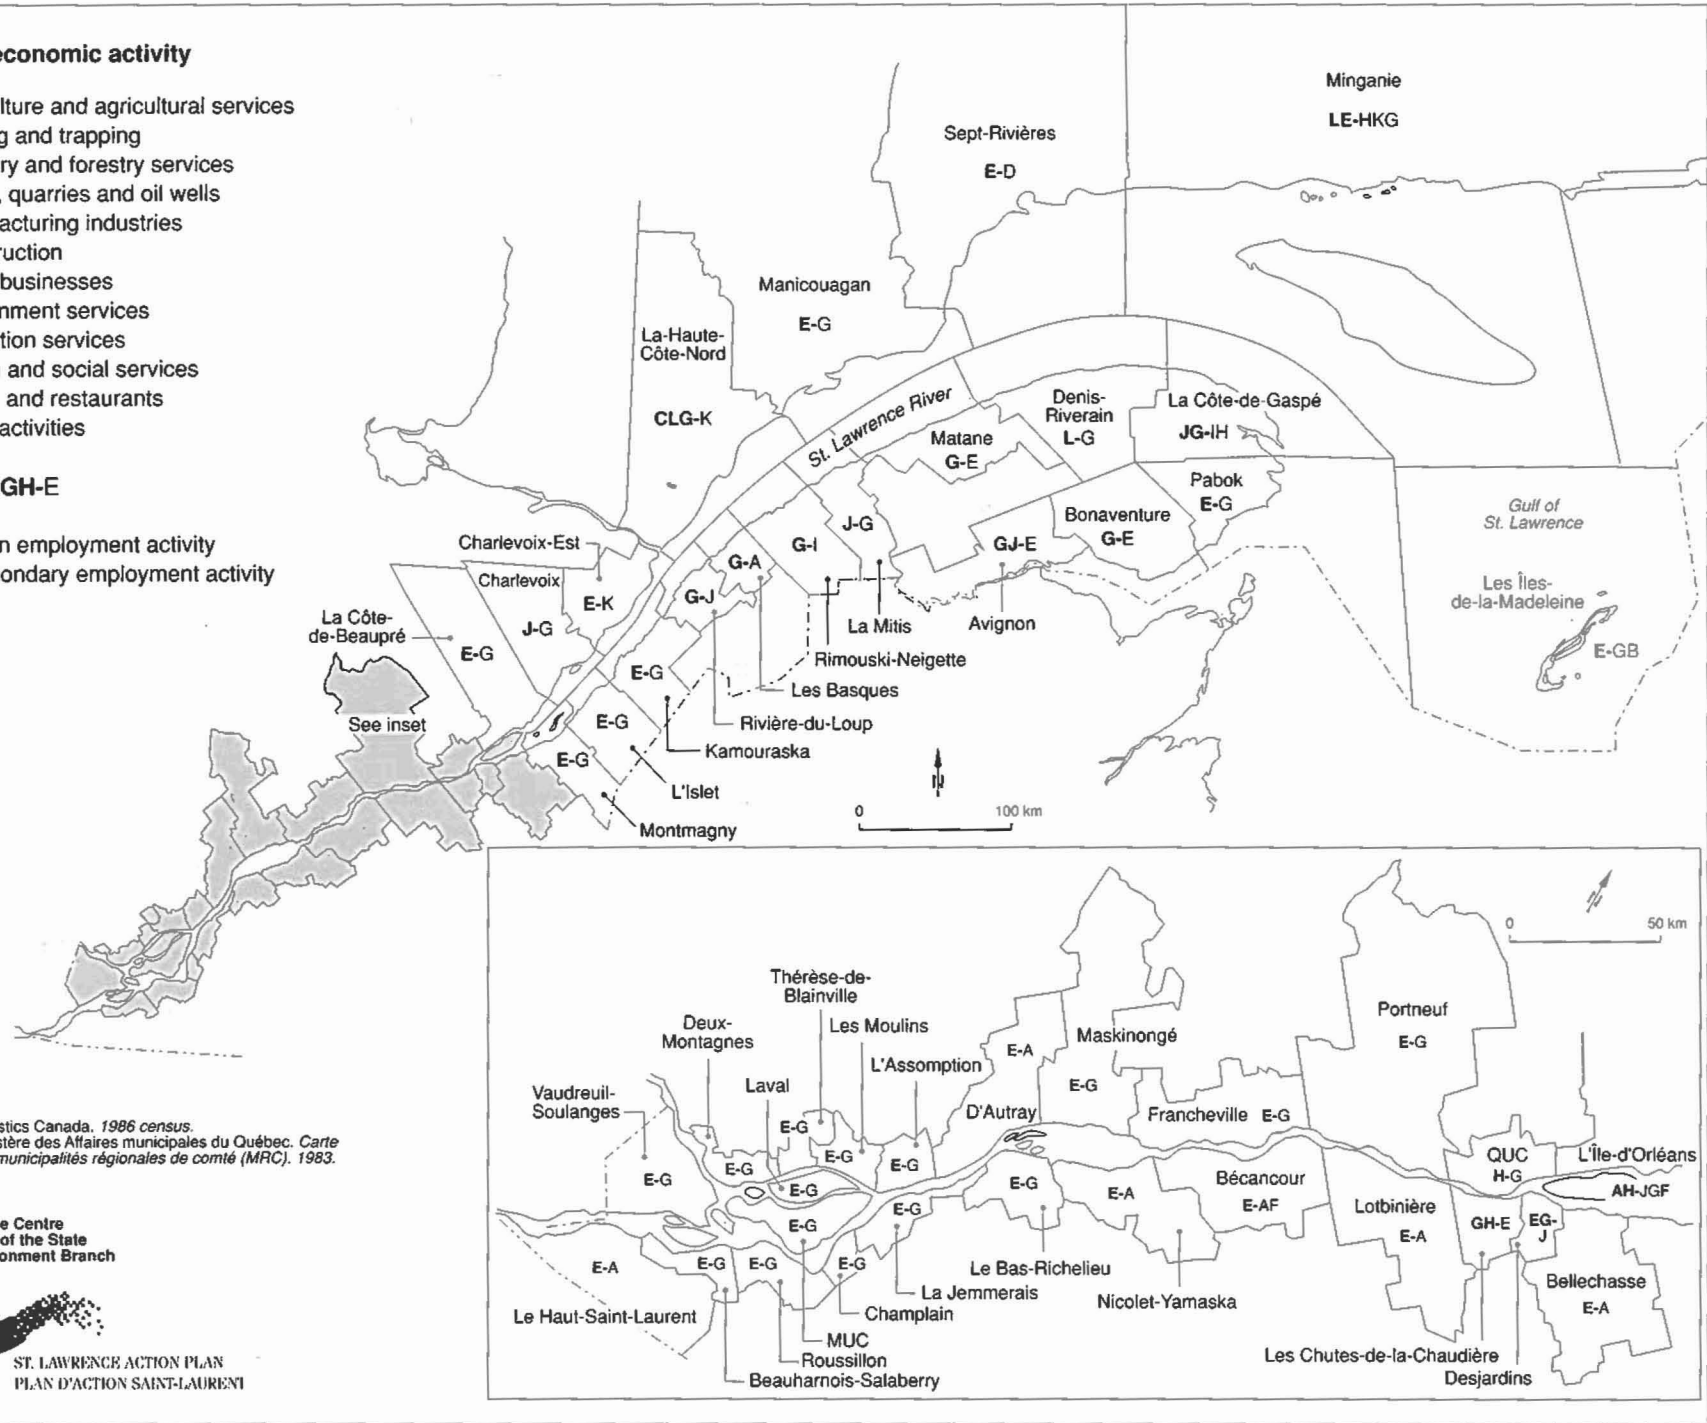 economic activity
lture and agricultural services
g and trapping
ry and forestry services
, quarries and oil wells
acturing industries
ruction
businesses
nment services
tion services
and social services
and restaurants
activities
GH-E
n employment activity
ondary employment activity
Minganie
LE-HKG
Sept-Rivières
E-D
Manicouagan
E-G
La-Haute-
Côte-Nord
CLG-K
St. Lawrence River
Denis-
Riverain
L-G
La Côte-de-Gaspé
JG-IH
Matane
G-E
Pabok
E-G
Bonaventure
G-E
Gulf of
St. Lawrence
J-G
G-I
GJ-E
G-A
G-J
Charlevoix-Est
Charlevoix
E-K
J-G
La Côte-
de-Beaupré
E-G
Les Îles-
de-la-Madeleine
E-GB
La Mitis
Avignon
Rimouski-Neigette
Les Basques
E-G
Rivière-du-Loup
E-G
Kamouraska
E-G
L'Islet
Montmagny
See inset
N
0 100 km
0 50 km
Thérèse-de-
Blainville
Deux-
Montagnes
Les Moulins
L'Assomption
Laval
Vaudreuil-
Soulanges
E-A
Maskinongé
E-G
Portneuf
E-G
D'Autray
Francheville E-G
E-G
E-G
E-G
E-G
E-G
E-G
E-G
E-G
E-G
E-A
Bécancour
E-AF
Lotbinière
E-A
QUC
H-G
L'Île-d'Orléans
AH-JGF
GH-E
EG-
J
Bellechasse
E-A
E-A
E-G
E-G
E-G
Le Haut-Saint-Laurent
Le Bas-Richelieu
La Jemmerais
Nicolet-Yamaska
Champlain
MUC
Roussillon
Beauharnois-Salaberry
Les Chutes-de-la-Chaudière
Desjardins
stics Canada. 1986 census.
stère des Affaires municipales du Québec. Carte
municipalités régionales de comté (MRC). 1983.
e Centre
of the State
onment Branch
ST. LAWRENCE ACTION PLAN
PLAN D'ACTION SAINT-LAURENT